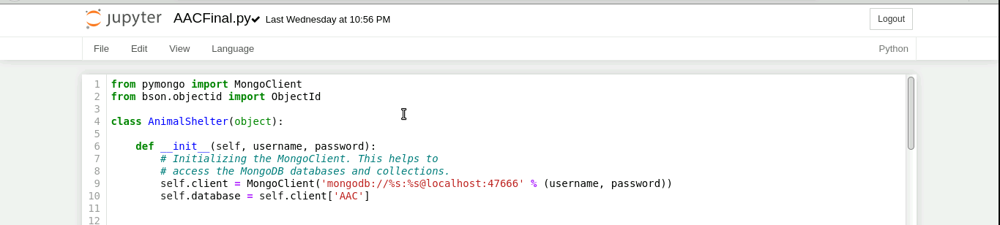 jupyter AACFinal.py✔ Last Wednesday at 10:56 PM Logout
File Edit View Language Python
1 from pymongo import MongoClient
2 from bson.objectid import ObjectId
3
4 class AnimalShelter(object):
5
6     def __init__(self, username, password):
7         # Initializing the MongoClient. This helps to
8         # access the MongoDB databases and collections.
9         self.client = MongoClient('mongodb://%s:%s@localhost:47666' % (username, password))
10         self.database = self.client['AAC']
11
12